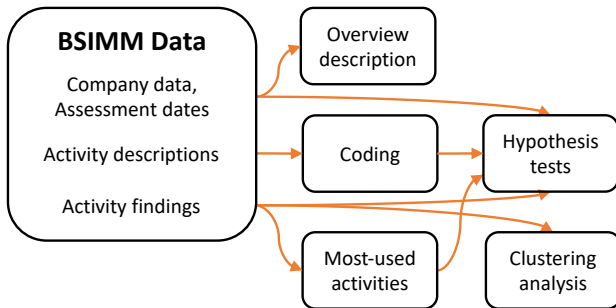 BSIMM Data
Company data,
Assessment dates
Activity descriptions
Activity findings
Overview
description
Coding
Hypothesis
tests
Most-used
activities
Clustering
analysis